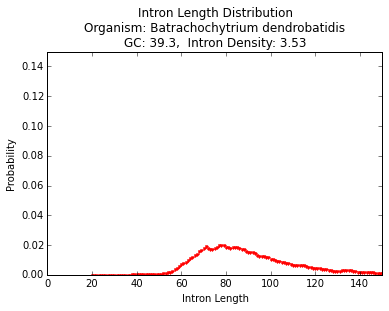 Intron Length Distribution
Organism: Batrachochytrium dendrobatidis
GC: 39.3,  Intron Density: 3.53
0.14
0.12
0.10
0.08
0.06
0.04
0.02
0.00
Probability
0 20 40 60 80 100 120 140
Intron Length